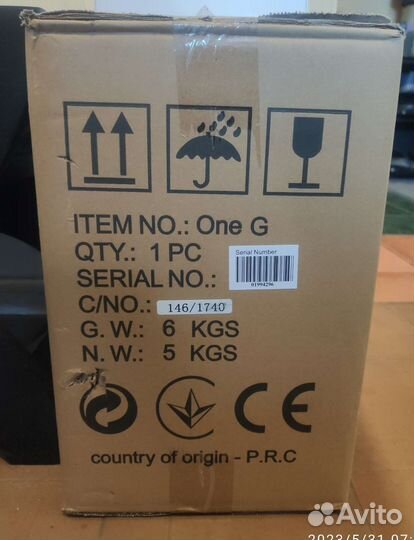 ITEM NO.: One G
QTY.: 1 PC
Serial Number
SERIAL NO.:
01994296
C/NO.: 146/1740
G. W.: 6 KGS
N. W.: 5 KGS
CE
country of origin - P.R.C
Avito